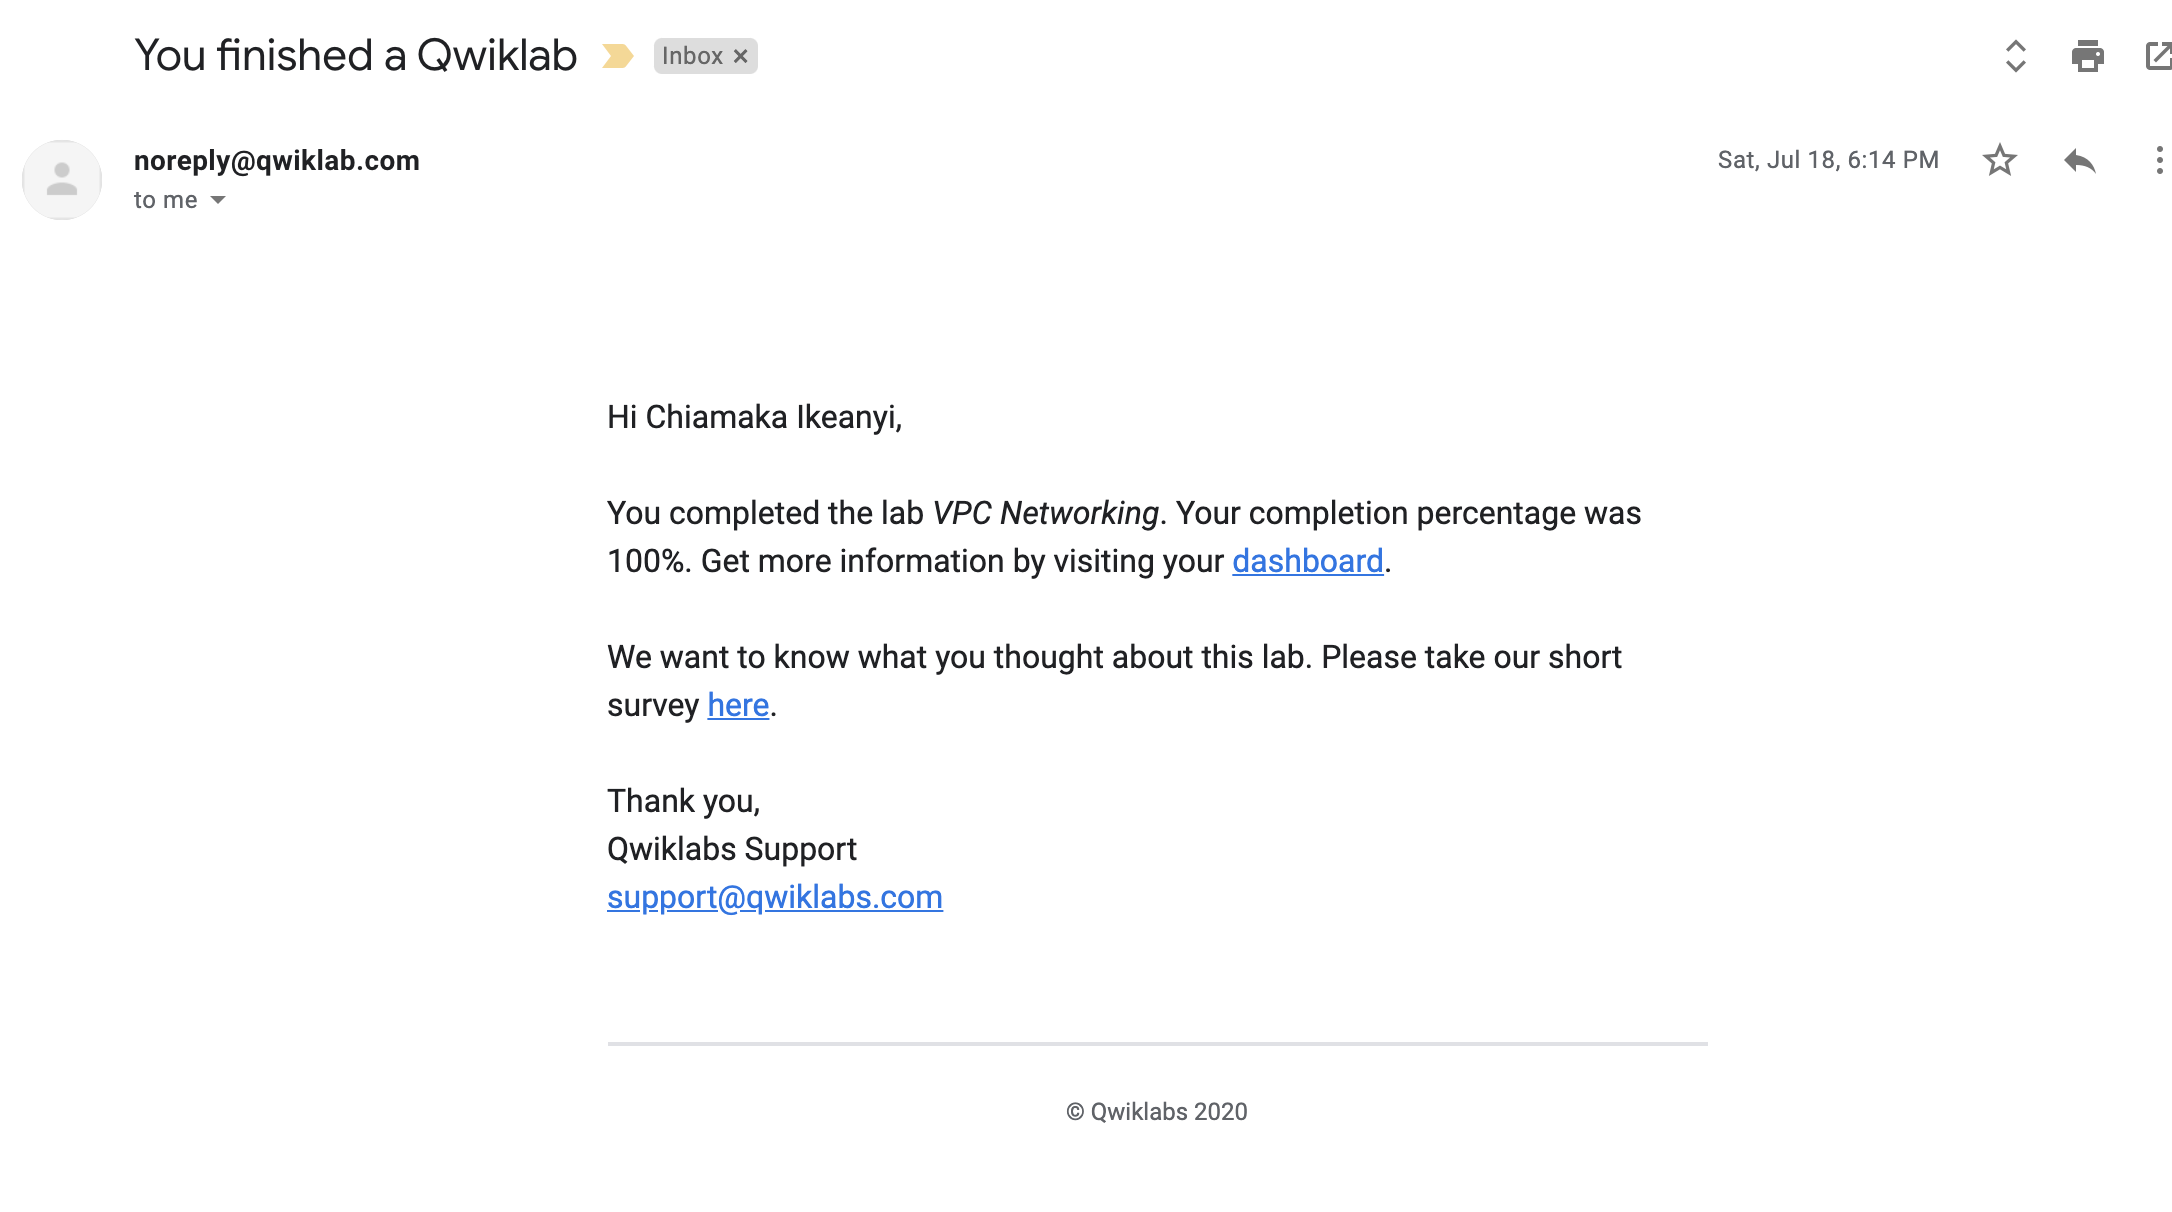 You finished a Qwiklab Inbox ×
noreply@qwiklab.com
Sat, Jul 18, 6:14 PM
to me
Hi Chiamaka Ikeanyi,
You completed the lab VPC Networking. Your completion percentage was
100%. Get more information by visiting your dashboard.
We want to know what you thought about this lab. Please take our short
survey here.
Thank you,
Qwiklabs Support
support@qwiklabs.com
© Qwiklabs 2020